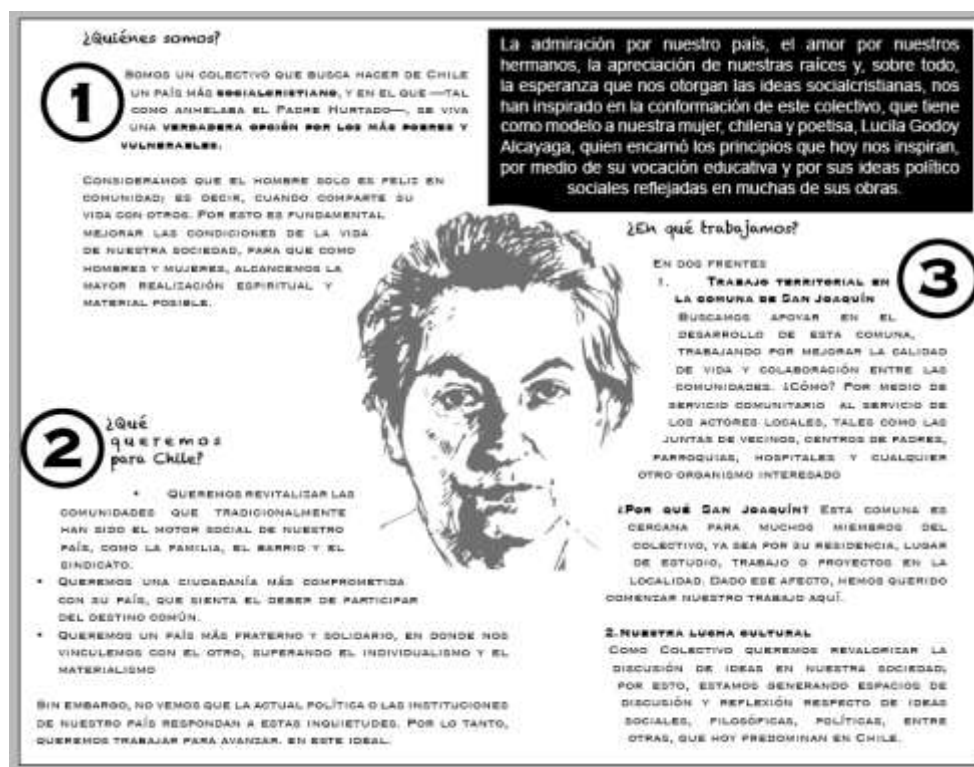 ¿Quiénes somos?
1
Somos un colectivo que busca hacer de Chile
un país más socialcristiano, y en el que —tal
como anhelaba el Padre Hurtado—, se viva
una verdadera opción por los más pobres y
vulnerables.
Consideramos que el hombre solo es feliz en
comunidad; es decir, cuando comparte su
vida con otros. Por esto es fundamental
mejorar las condiciones de la vida
de nuestra sociedad, para que como
hombres y mujeres, alcancemos la
mayor realización espiritual y
material posible.
2
¿Qué
queremos
para Chile?
• Queremos revitalizar las
comunidades que tradicionalmente
han sido el motor social de nuestro
país, como la familia, el barrio y el
sindicato.
• Queremos una ciudadanía más comprometida
con su país, que sienta el deber de participar
del destino común.
• Queremos un país más fraterno y solidario, en donde nos
vinculemos con el otro, superando el individualismo y el
materialismo
Sin embargo, no vemos que la actual política o las instituciones
de nuestro país respondan a estas inquietudes. Por lo tanto,
queremos trabajar para avanzar. en este ideal.
La admiración por nuestro país, el amor por nuestros
hermanos, la apreciación de nuestras raíces y, sobre todo,
la esperanza que nos otorgan las ideas socialcristianas, nos
han inspirado en la conformación de este colectivo, que tiene
como modelo a nuestra mujer, chilena y poetisa, Lucila Godoy
Alcayaga, quien encarnó los principios que hoy nos inspiran,
por medio de su vocación educativa y por sus ideas político
sociales reflejadas en muchas de sus obras.
¿En qué trabajamos?
3
En dos frentes
1. Trabajo territorial en
la comuna de San Joaquín
Buscamos apoyar en el
desarrollo de esta comuna,
trabajando por mejorar la calidad
de vida y colaboración entre las
comunidades. ¿Cómo? Por medio de
servicio comunitario al servicio de
los actores locales, tales como las
juntas de vecinos, centros de padres,
parroquias, hospitales y cualquier
otro organismo interesado
¿Por qué San Joaquín? Esta comuna es
cercana para muchos miembros del
colectivo, ya sea por su residencia, lugar
de estudio, trabajo o proyectos en la
localidad. Dado ese afecto, hemos querido
comenzar nuestro trabajo aquí.
2.Nuestra lucha cultural
Como Colectivo queremos revalorizar la
discusión de ideas en nuestra sociedad;
por esto, estamos generando espacios de
discusión y reflexión respecto de ideas
sociales, filosóficas, políticas, entre
otras, que hoy predominan en Chile.